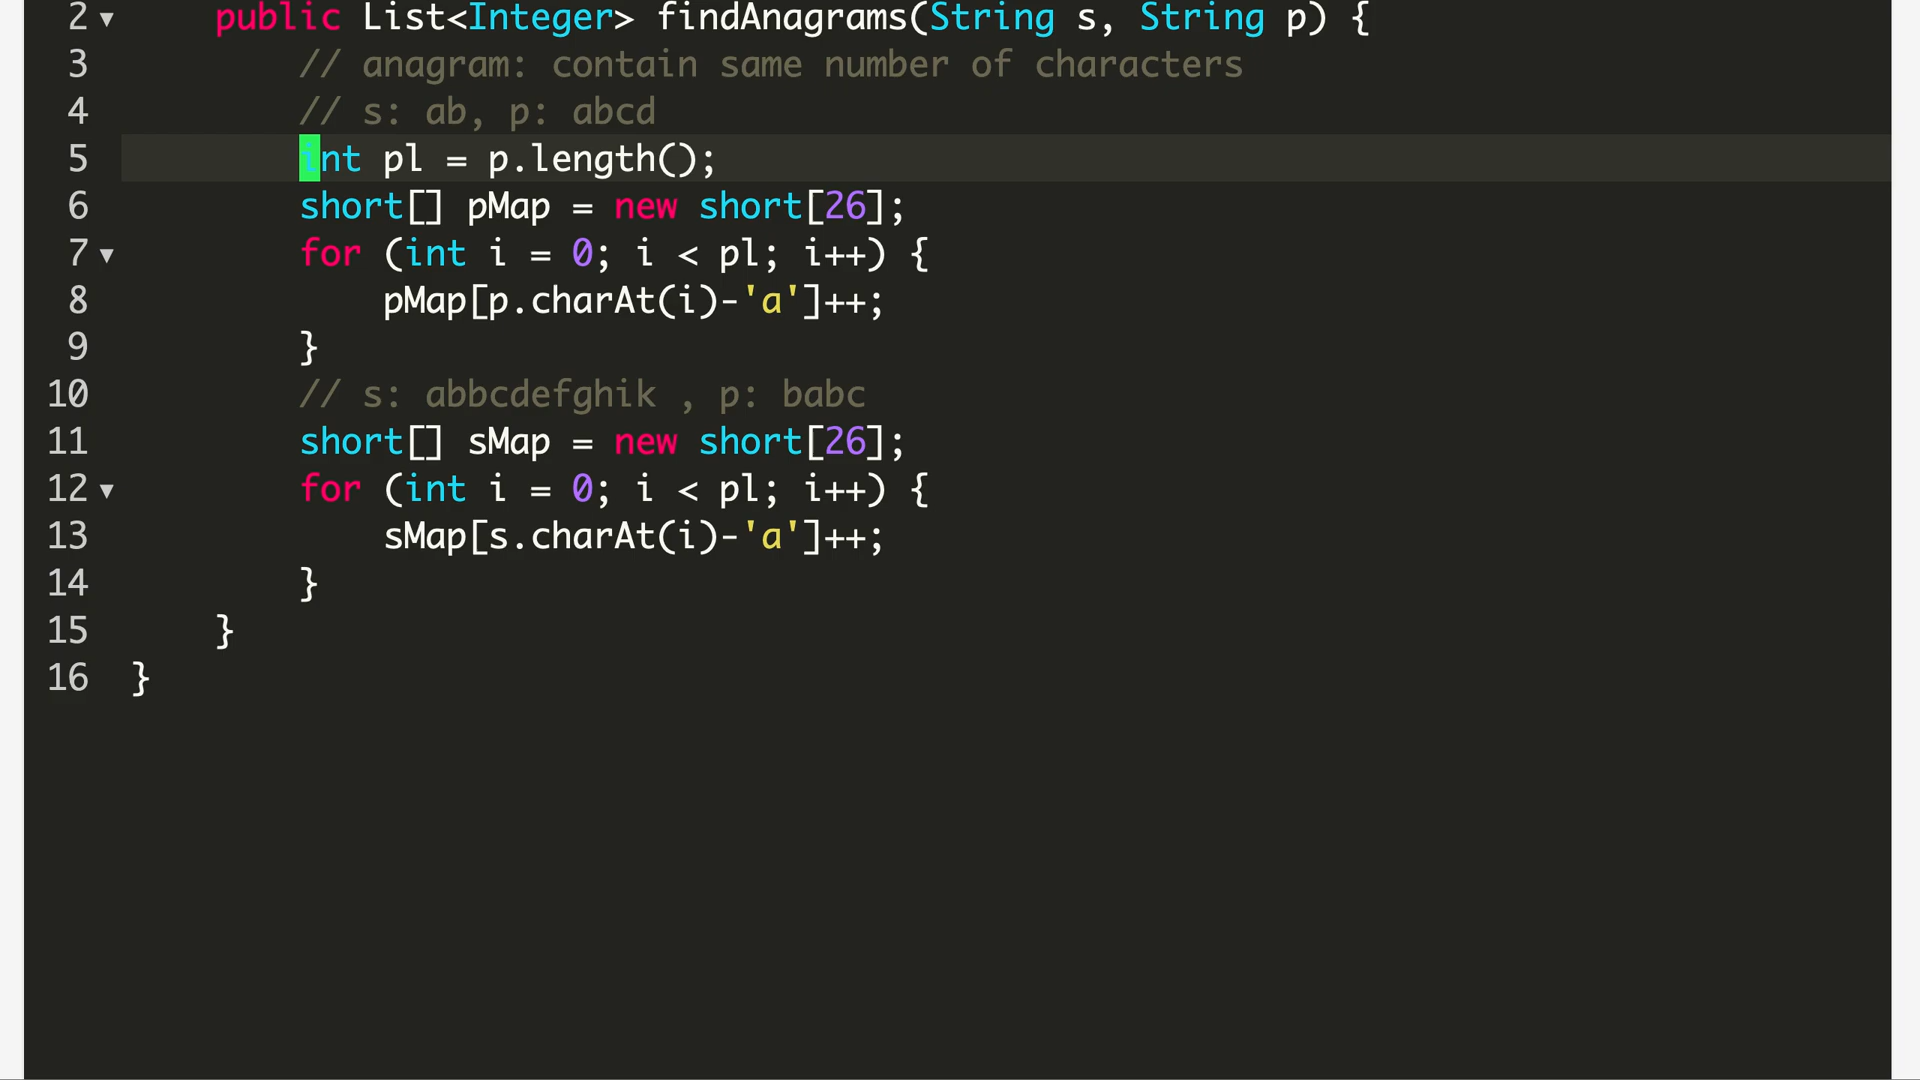 2 public List<Integer> findAnagrams(String s, String p) {
3 // anagram: contain same number of characters
4 // s: ab, p: abcd
5 int pl = p.length();
6 short[] pMap = new short[26];
7 for (int i = 0; i < pl; i++) {
8 pMap[p.charAt(i)-'a']++;
9 }
10 // s: abbcdefghik , p: babc
11 short[] sMap = new short[26];
12 for (int i = 0; i < pl; i++) {
13 sMap[s.charAt(i)-'a']++;
14 }
15 }
16 }